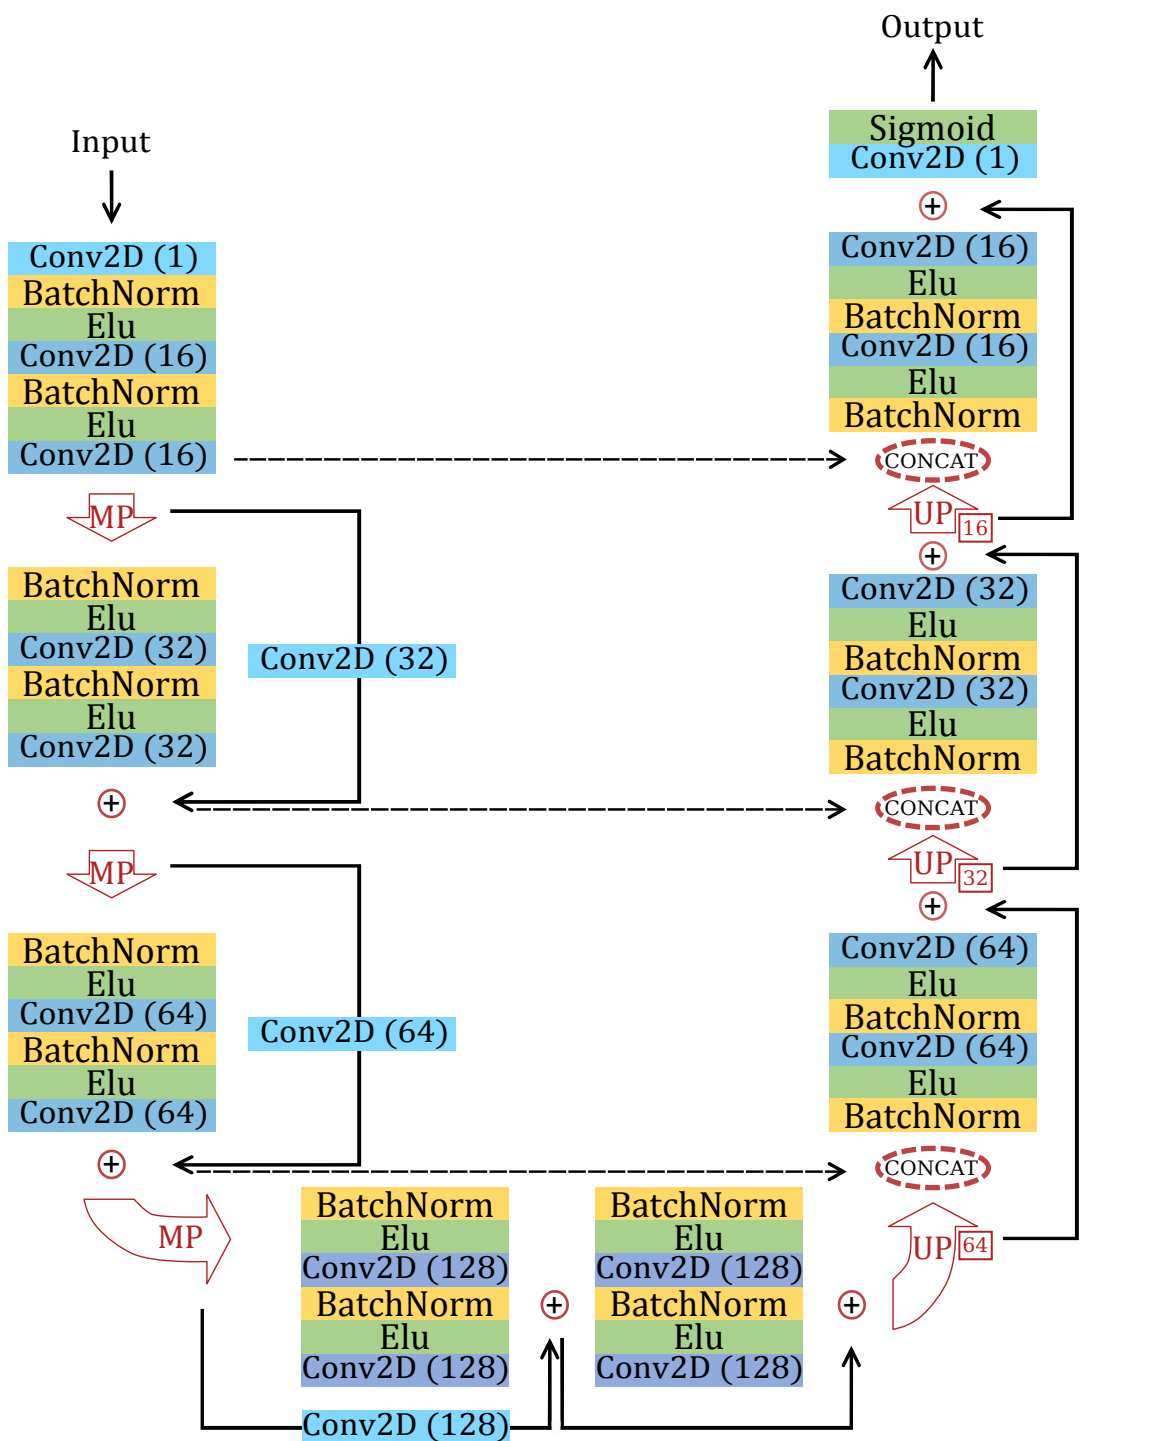 Input
Conv2D (1)
BatchNorm
Elu
Conv2D (16)
BatchNorm
Elu
Conv2D (16)
MP
BatchNorm
Elu
Conv2D (32)
BatchNorm
Elu
Conv2D (32)
Conv2D (32)
+
MP
BatchNorm
Elu
Conv2D (64)
BatchNorm
Elu
Conv2D (64)
Conv2D (64)
+
MP
BatchNorm
Elu
Conv2D (128)
BatchNorm
Elu
Conv2D (128)
Conv2D (128)
+
BatchNorm
Elu
Conv2D (128)
BatchNorm
Elu
Conv2D (128)
+
Output
Sigmoid
Conv2D (1)
+
Conv2D (16)
Elu
BatchNorm
Conv2D (16)
Elu
BatchNorm
CONCAT
UP 16
+
Conv2D (32)
Elu
BatchNorm
Conv2D (32)
Elu
BatchNorm
CONCAT
UP 32
+
Conv2D (64)
Elu
BatchNorm
Conv2D (64)
Elu
BatchNorm
CONCAT
UP 64